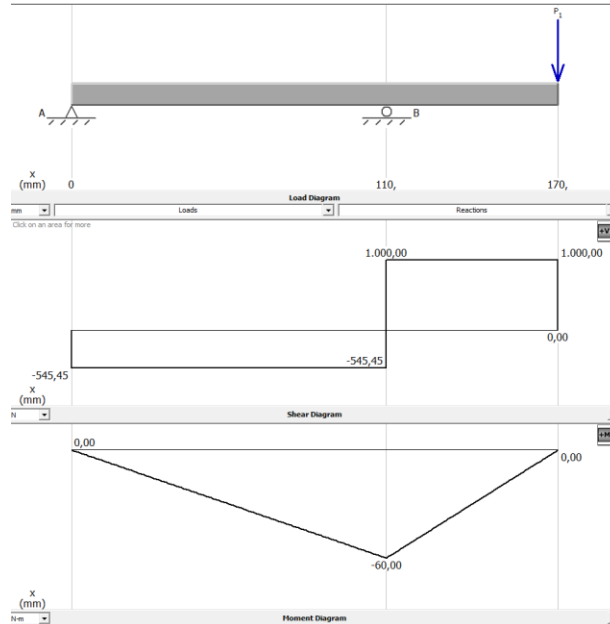 P1
A
B
x
(mm)
0
110,
170,
Load Diagram
mm
Loads
Reactions
Click on an area for more
+V
1.000,00
1.000,00
0,00
-545,45
-545,45
x
(mm)
N
Shear Diagram
+M
0,00
0,00
-60,00
x
(mm)
N·m
Moment Diagram